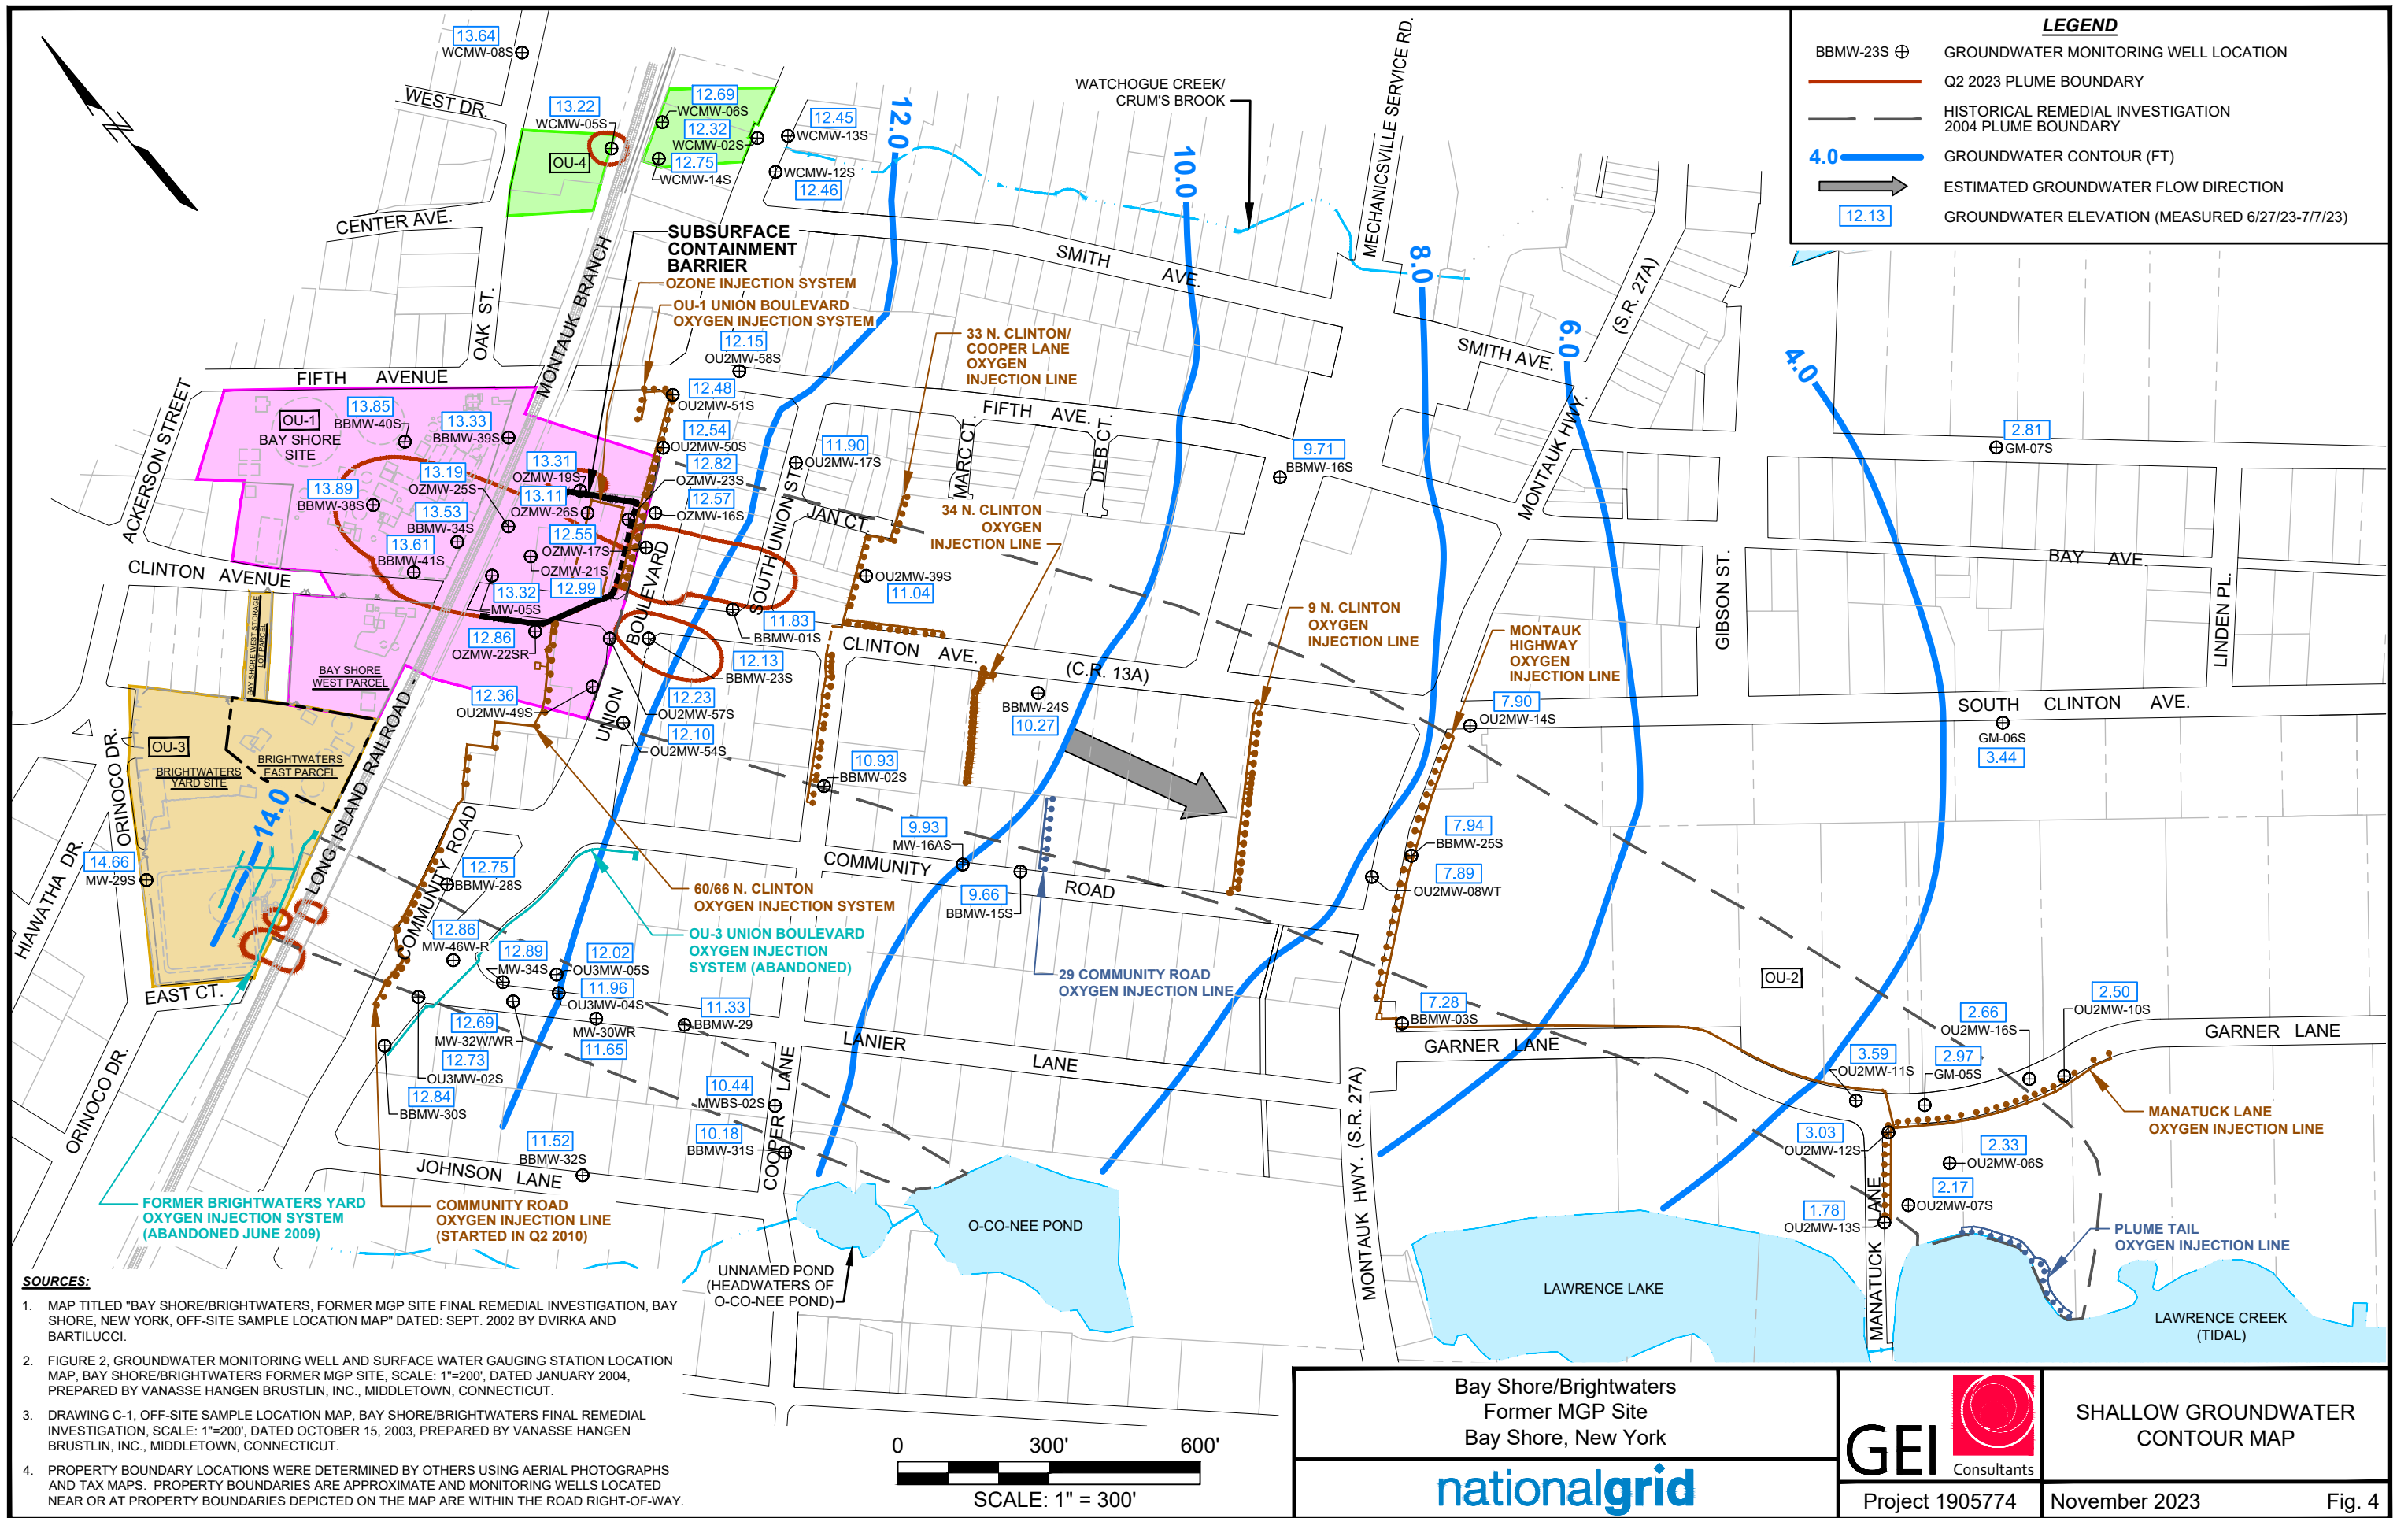 LEGEND
BBMW-23S
GROUNDWATER MONITORING WELL LOCATION
Q2 2023 PLUME BOUNDARY
HISTORICAL REMEDIAL INVESTIGATION
2004 PLUME BOUNDARY
4.0
GROUNDWATER CONTOUR (FT)
ESTIMATED GROUNDWATER FLOW DIRECTION
12.13
GROUNDWATER ELEVATION (MEASURED 6/27/23-7/7/23)
N
13.64
WCMW-08S
WEST DR.
13.22
WCMW-05S
OU-4
12.69
WCMW-06S
12.32
WCMW-02S
12.75
WCMW-14S
12.45
WCMW-13S
WCMW-12S
12.46
12.0
WATCHOGUE CREEK/
CRUM'S BROOK
10.0
MECHANICSVILLE SERVICE RD.
8.0
CENTER AVE.
OAK ST.
MONTAUK BRANCH
SUBSURFACE
CONTAINMENT
BARRIER
OZONE INJECTION SYSTEM
OU-1 UNION BOULEVARD
OXYGEN INJECTION SYSTEM
SMITH AVE.
(S.R. 27A)
6.0
SMITH AVE.
4.0
12.15
OU2MW-58S
33 N. CLINTON/
COOPER LANE
OXYGEN
INJECTION LINE
FIFTH AVENUE
ACKERSON STREET
OU-1
BAY SHORE
SITE
13.85
BBMW-40S
13.33
BBMW-39S
12.48
OU2MW-51S
12.54
OU2MW-50S
12.82
OZMW-23S
12.57
OZMW-16S
11.90
OU2MW-17S
FIFTH AVE.
MARC CT.
DEB CT.
9.71
BBMW-16S
MONTAUK HWY.
2.81
GM-07S
13.19
OZMW-25S
13.31
OZMW-19S
13.11
OZMW-26S
13.89
BBMW-38S
13.53
BBMW-34S
13.61
BBMW-41S
12.55
OZMW-17S
OZMW-21S
12.99
13.32
MW-05S
SOUTH UNION ST.
JAN CT.
34 N. CLINTON
OXYGEN
INJECTION LINE
OU2MW-39S
11.04
BAY AVE.
GIBSON ST.
LINDEN PL.
CLINTON AVENUE
BAY SHORE WEST STORAGE
LOT PARCEL
BAY SHORE
WEST PARCEL
12.86
OZMW-22SR
UNION BOULEVARD
11.83
BBMW-01S
12.13
BBMW-23S
12.23
OU2MW-57S
12.10
OU2MW-54S
12.36
OU2MW-49S
CLINTON AVE.
(C.R. 13A)
BBMW-24S
10.27
9 N. CLINTON
OXYGEN
INJECTION LINE
MONTAUK
HIGHWAY
OXYGEN
INJECTION LINE
7.90
OU2MW-14S
SOUTH CLINTON AVE.
GM-06S
3.44
OU-3
BRIGHTWATERS
YARD SITE
BRIGHTWATERS
EAST PARCEL
14.0
ORINOCO DR.
HIAWATHA DR.
14.66
MW-29S
LONG ISLAND RAILROAD -
COMMUNITY ROAD
10.93
BBMW-02S
9.93
MW-16AS
COMMUNITY ROAD
9.66
BBMW-15S
7.94
BBMW-25S
7.89
OU2MW-08WT
12.75
BBMW-28S
60/66 N. CLINTON
OXYGEN INJECTION SYSTEM
OU-3 UNION BOULEVARD
OXYGEN INJECTION
SYSTEM (ABANDONED)
29 COMMUNITY ROAD
OXYGEN INJECTION LINE
12.86
MW-46W-R
12.89
MW-34S
12.02
OU3MW-05S
11.96
OU3MW-04S
11.33
BBMW-29
12.69
MW-32W/WR
MW-30WR
11.65
12.73
OU3MW-02S
12.84
BBMW-30S
EAST CT.
ORINOCO DR.
LANIER LANE
COOPER LANE
10.44
MWBS-02S
10.18
BBMW-31S
11.52
BBMW-32S
JOHNSON LANE
7.28
BBMW-03S
GARNER LANE
GARNER LANE
OU-2
MONTAUK HWY. (S.R. 27A)
3.59
OU2MW-11S
2.66
OU2MW-16S
2.97
GM-05S
2.50
OU2MW-10S
MANATUCK LANE
OXYGEN INJECTION LINE
3.03
OU2MW-12S
2.33
OU2MW-06S
2.17
OU2MW-07S
1.78
OU2MW-13S
MANATUCK LANE
PLUME TAIL
OXYGEN INJECTION LINE
FORMER BRIGHTWATERS YARD
OXYGEN INJECTION SYSTEM
(ABANDONED JUNE 2009)
COMMUNITY ROAD
OXYGEN INJECTION LINE
(STARTED IN Q2 2010)
O-CO-NEE POND
UNNAMED POND
(HEADWATERS OF
O-CO-NEE POND)
LAWRENCE LAKE
LAWRENCE CREEK
(TIDAL)
SOURCES:
1. MAP TITLED "BAY SHORE/BRIGHTWATERS, FORMER MGP SITE FINAL REMEDIAL INVESTIGATION, BAY
SHORE, NEW YORK, OFF-SITE SAMPLE LOCATION MAP" DATED: SEPT. 2002 BY DVIRKA AND
BARTILUCCI.
2. FIGURE 2, GROUNDWATER MONITORING WELL AND SURFACE WATER GAUGING STATION LOCATION
MAP, BAY SHORE/BRIGHTWATERS FORMER MGP SITE, SCALE: 1"=200', DATED JANUARY 2004,
PREPARED BY VANASSE HANGEN BRUSTLIN, INC., MIDDLETOWN, CONNECTICUT.
3. DRAWING C-1, OFF-SITE SAMPLE LOCATION MAP, BAY SHORE/BRIGHTWATERS FINAL REMEDIAL
INVESTIGATION, SCALE: 1"=200', DATED OCTOBER 15, 2003, PREPARED BY VANASSE HANGEN
BRUSTLIN, INC., MIDDLETOWN, CONNECTICUT.
4. PROPERTY BOUNDARY LOCATIONS WERE DETERMINED BY OTHERS USING AERIAL PHOTOGRAPHS
AND TAX MAPS. PROPERTY BOUNDARIES ARE APPROXIMATE AND MONITORING WELLS LOCATED
NEAR OR AT PROPERTY BOUNDARIES DEPICTED ON THE MAP ARE WITHIN THE ROAD RIGHT-OF-WAY.
0 300' 600'
SCALE: 1" = 300'
Bay Shore/Brightwaters
Former MGP Site
Bay Shore, New York
nationalgrid
GEI
Consultants
SHALLOW GROUNDWATER
CONTOUR MAP
Project 1905774
November 2023
Fig. 4